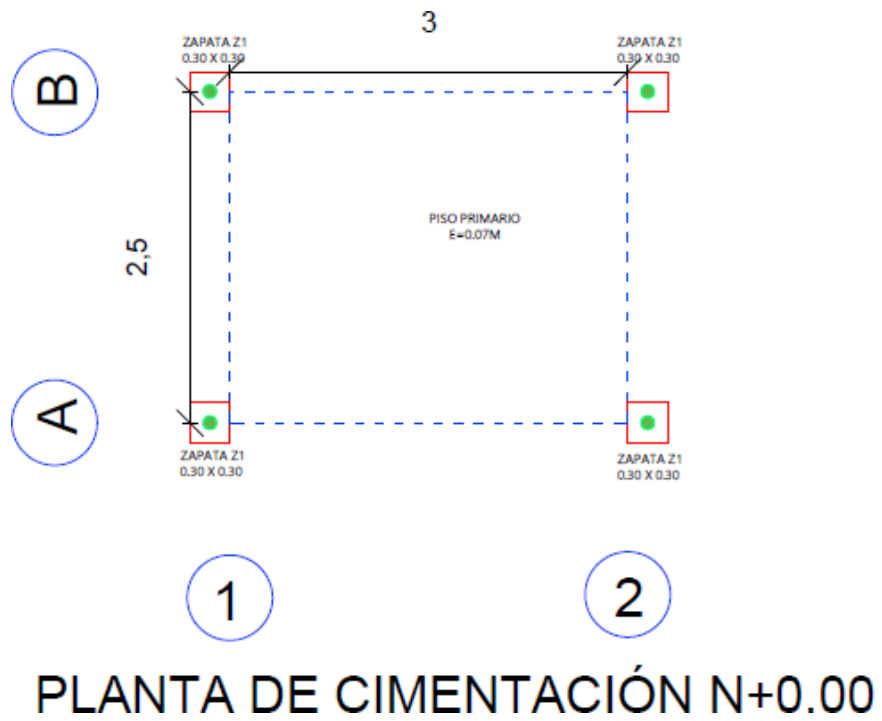 3
ZAPATA Z1
0.30 X 0.30
ZAPATA Z1
0.30 X 0.30
B
PISO PRIMARIO
E=0.07M
2,5
A
ZAPATA Z1
0.30 X 0.30
ZAPATA Z1
0.30 X 0.30
1
2
PLANTA DE CIMENTACIÓN N+0,00